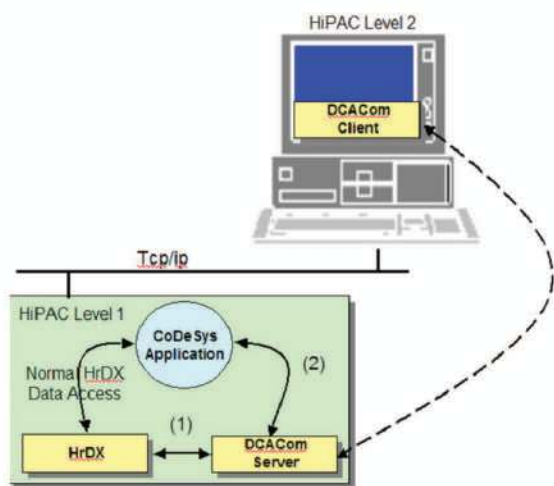 HiPAC Level 2
DCACom
Client
Tcp/ip
HiPAC Level 1
CoDeSys
Application
Normal HrDX
Data Access
(2)
(1)
HrDX
DCACom
Server